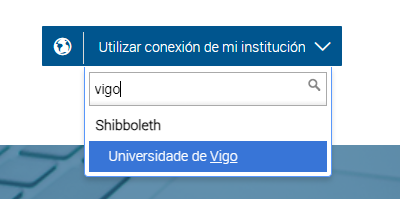 Utilizar conexión de mi institución
vigo
Shibboleth
Universidade de Vigo